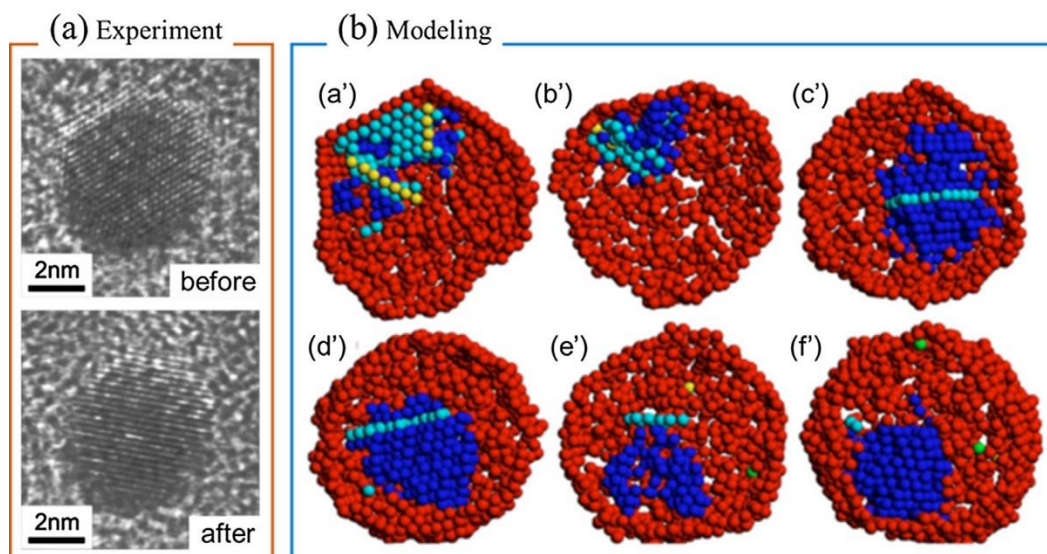 (a) Experiment
(b) Modeling
2nm
before
2nm
after
(a’)
(b’)
(c’)
(d’)
(e’)
(f’)